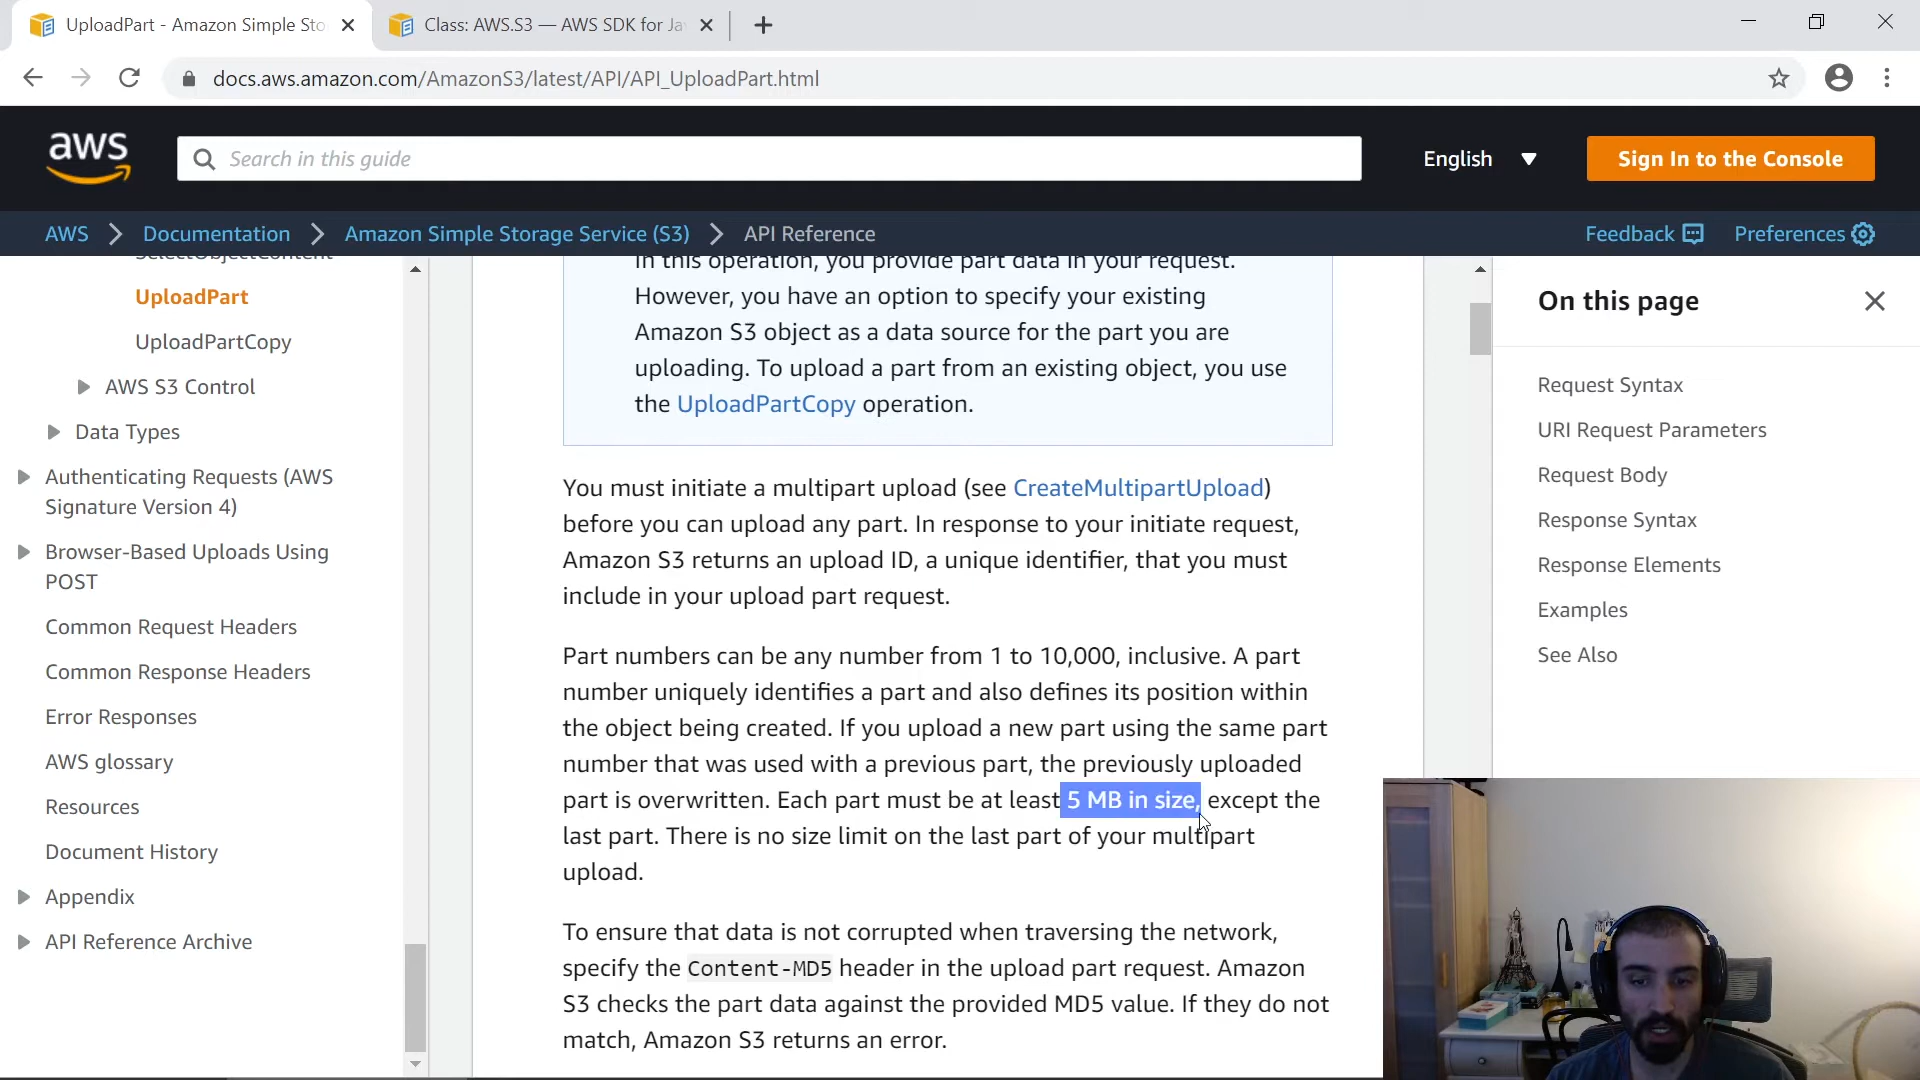 UploadPart - Amazon Simple Sto
Class: AWS.S3 — AWS SDK for Ja
docs.aws.amazon.com/AmazonS3/latest/API/API_UploadPart.html
aws
Search in this guide
English
Sign In to the Console
AWS
Documentation
Amazon Simple Storage Service (S3)
API Reference
Feedback
Preferences
SelectObjectContent
UploadPart
UploadPartCopy
AWS S3 Control
Data Types
Authenticating Requests (AWS
Signature Version 4)
Browser-Based Uploads Using
POST
Common Request Headers
Common Response Headers
Error Responses
AWS glossary
Resources
Document History
Appendix
API Reference Archive
In this operation, you provide part data in your request.
However, you have an option to specify your existing
Amazon S3 object as a data source for the part you are
uploading. To upload a part from an existing object, you use
the UploadPartCopy operation.
You must initiate a multipart upload (see CreateMultipartUpload)
before you can upload any part. In response to your initiate request,
Amazon S3 returns an upload ID, a unique identifier, that you must
include in your upload part request.
Part numbers can be any number from 1 to 10,000, inclusive. A part
number uniquely identifies a part and also defines its position within
the object being created. If you upload a new part using the same part
number that was used with a previous part, the previously uploaded
part is overwritten. Each part must be at least 5 MB in size, except the
last part. There is no size limit on the last part of your multipart
upload.
To ensure that data is not corrupted when traversing the network,
specify the Content-MD5 header in the upload part request. Amazon
S3 checks the part data against the provided MD5 value. If they do not
match, Amazon S3 returns an error.
On this page
Request Syntax
URI Request Parameters
Request Body
Response Syntax
Response Elements
Examples
See Also